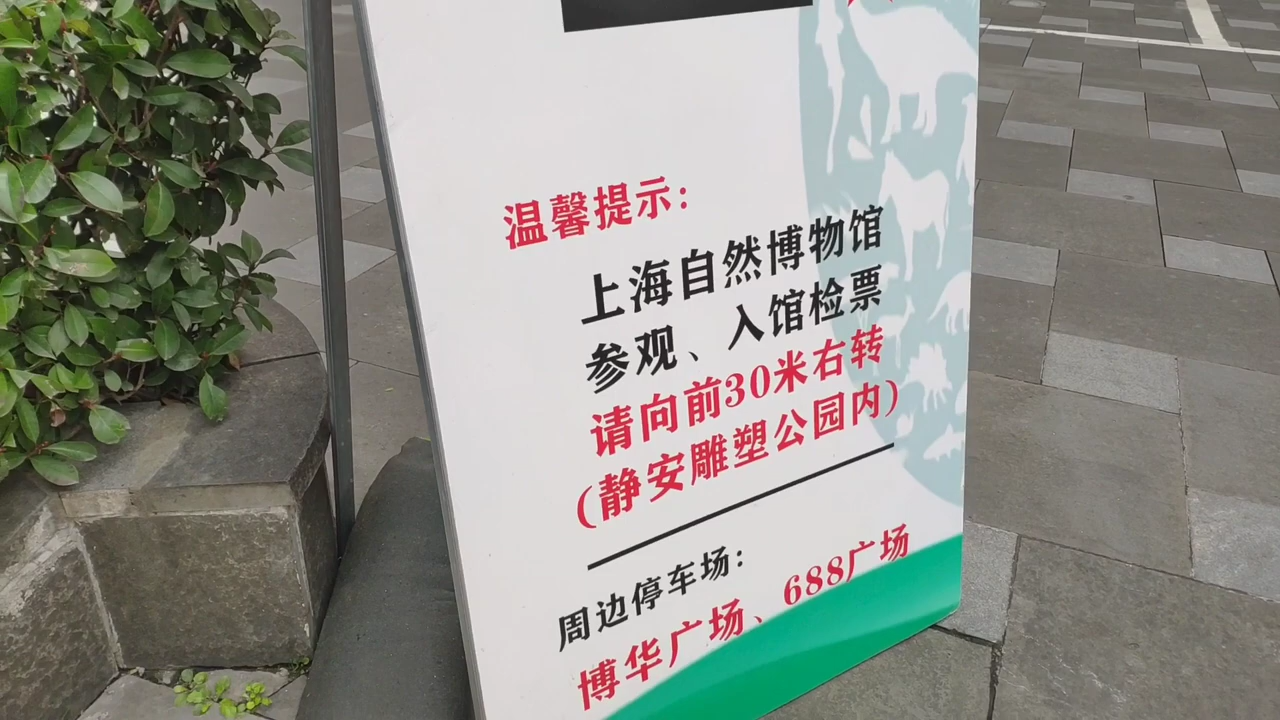 温馨提示：
上海自然博物馆
参观、入馆检票
请向前30米右转
(静安雕塑公园内)
周边停车场：
博华广场、688广场